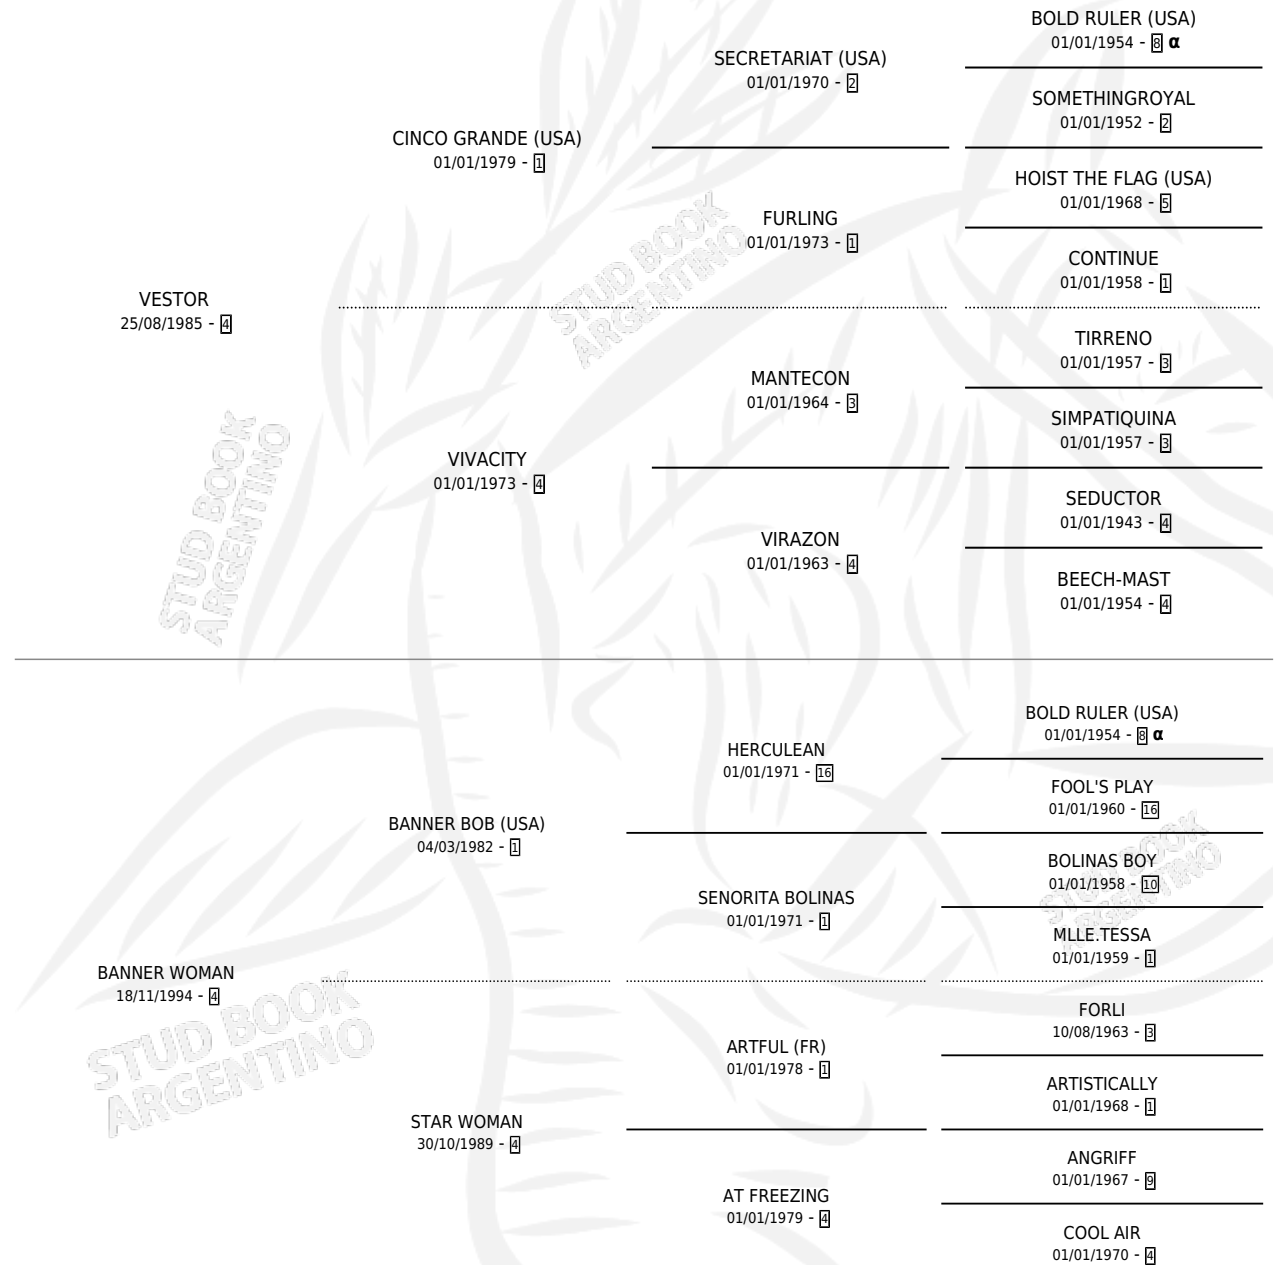 BOLD RULER (USA)
01/01/1954 - 8 α
SECRETARIAT (USA)
01/01/1970 - 2
SOMETHINGROYAL
01/01/1952 - 2
CINCO GRANDE (USA)
01/01/1979 - 1
HOIST THE FLAG (USA)
01/01/1968 - 5
FURLING
01/01/1973 - 1
CONTINUE
01/01/1958 - 1
VESTOR
25/08/1985 - 4
TIRRENO
01/01/1957 - 3
MANTECON
01/01/1964 - 3
SIMPATIQUINA
01/01/1957 - 3
VIVACITY
01/01/1973 - 4
SEDUCTOR
01/01/1943 - 4
VIRAZON
01/01/1963 - 4
BEECH-MAST
01/01/1954 - 4
BOLD RULER (USA)
01/01/1954 - 8 α
HERCULEAN
01/01/1971 - 16
FOOL'S PLAY
01/01/1960 - 16
BANNER BOB (USA)
04/03/1982 - 1
BOLINAS BOY
01/01/1958 - 10
SENORITA BOLINAS
01/01/1971 - 1
MLLE.TESSA
01/01/1959 - 1
BANNER WOMAN
18/11/1994 - 4
FORLI
10/08/1963 - 3
ARTFUL (FR)
01/01/1978 - 1
ARTISTICALLY
01/01/1968 - 1
STAR WOMAN
30/10/1989 - 4
ANGRIFF
01/01/1967 - 9
AT FREEZING
01/01/1979 - 4
COOL AIR
01/01/1970 - 4
STUD BOOK
ARGENTINO
STUD BOOK
ARGENTINO
STUD BOOK
ARGENTINO
STUD BOOK
ARGENTINO